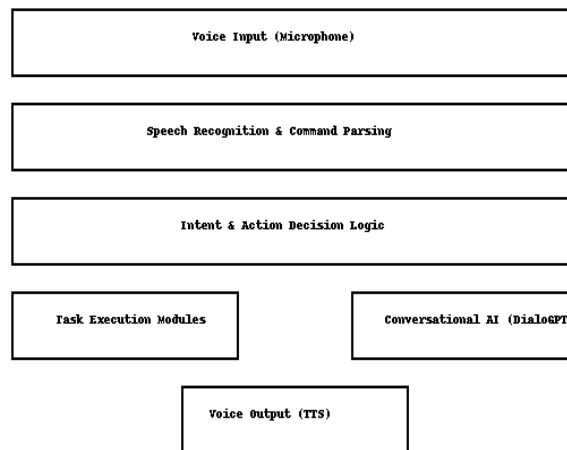 Voice Input (Microphone)
Speech Recognition & Command Parsing
Intent & Action Decision Logic
Task Execution Modules
Conversational AI (DialoGPT
Voice Output (TTS)